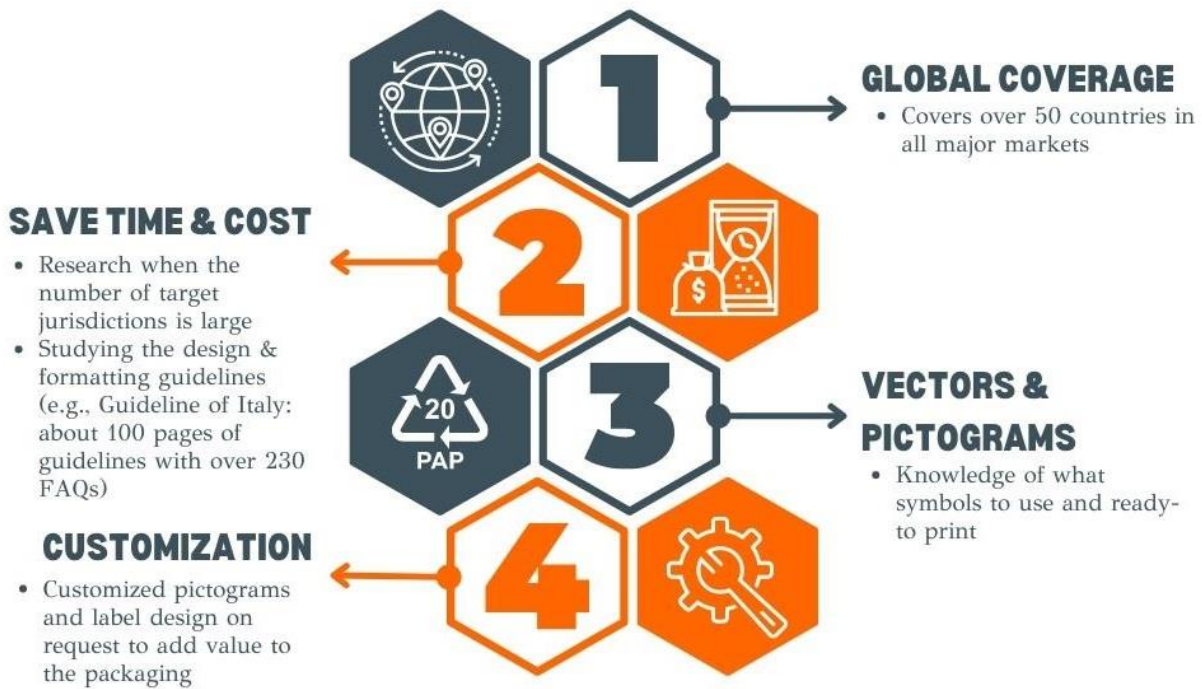 1
GLOBAL COVERAGE
• Covers over 50 countries in
all major markets
SAVE TIME & COST
• Research when the
number of target
jurisdictions is large
• Studying the design &
formatting guidelines
(e.g., Guideline of Italy:
about 100 pages of
guidelines with over 230
FAQs)
2
$
20
PAP
3
VECTORS &
PICTOGRAMS
• Knowledge of what
symbols to use and ready-
to print
CUSTOMIZATION
• Customized pictograms
and label design on
request to add value to
the packaging
4